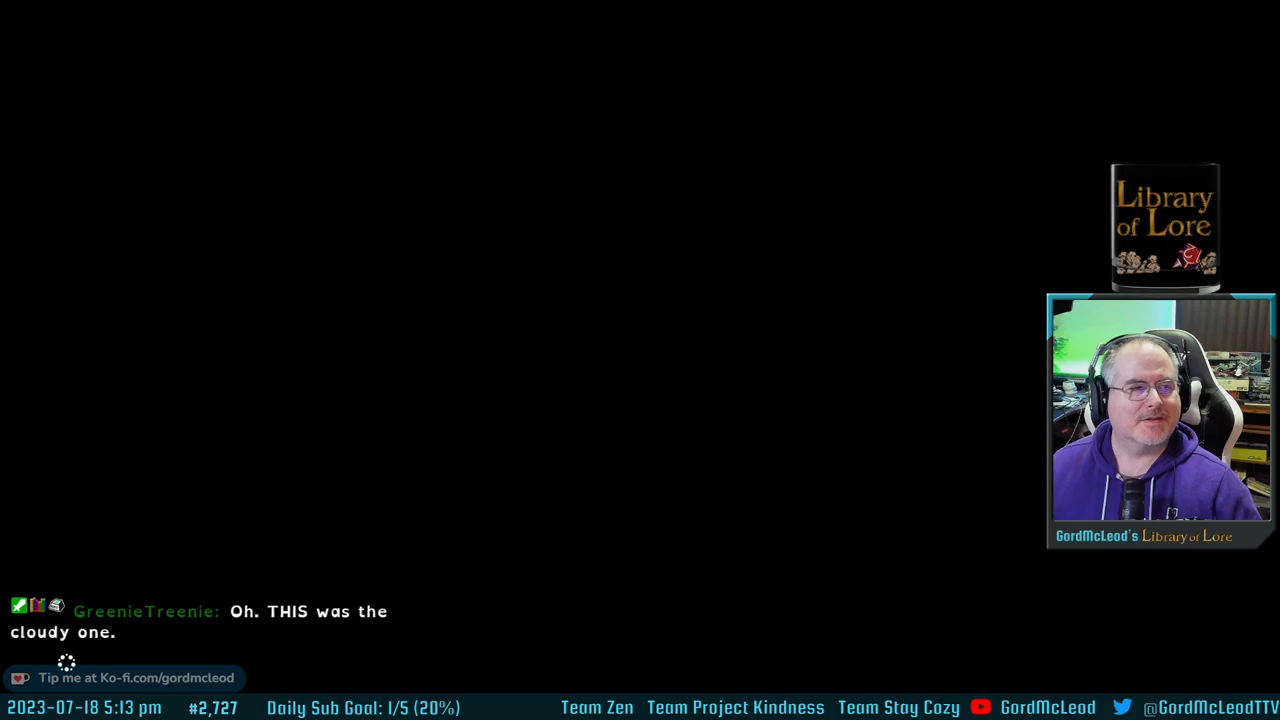 Library
of Lore
GordMcLeod's Library of Lore
GreenieTreenie: Oh. THIS was the
cloudy one.
Tip me at Ko-fi.com/gordmcleod
2023-07-18 5:13 pm #2,727 Daily Sub Goal: 1/5 (20%) Team Zen Team Project Kindness Team Stay Cozy GordMcLeod @GordMcLeodTTV